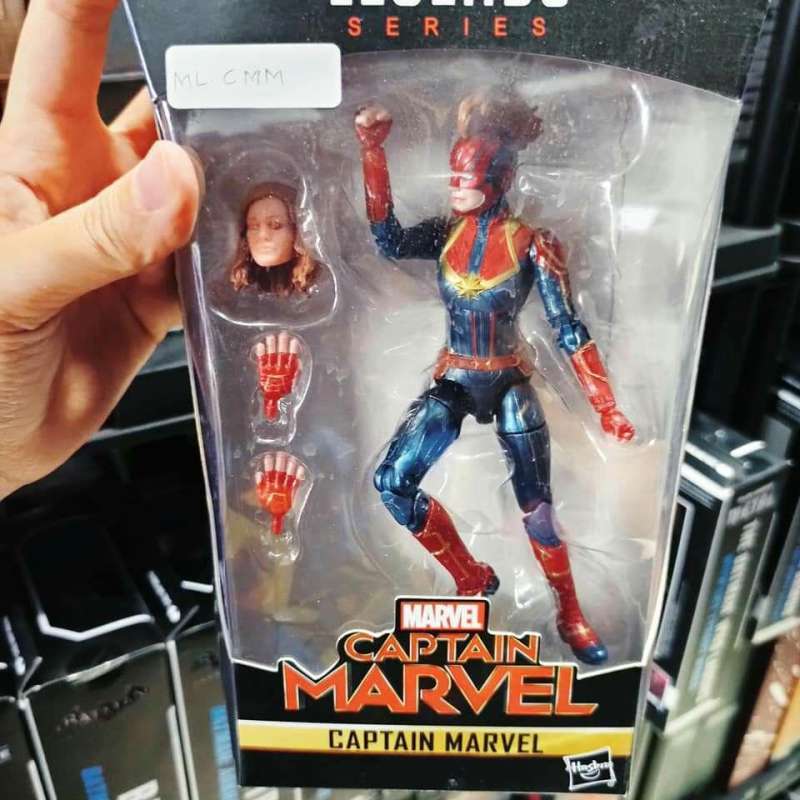 SERIES
ML. CMM
MARVEL
CAPTAIN
MARVEL
CAPTAIN MARVEL
Hasbro